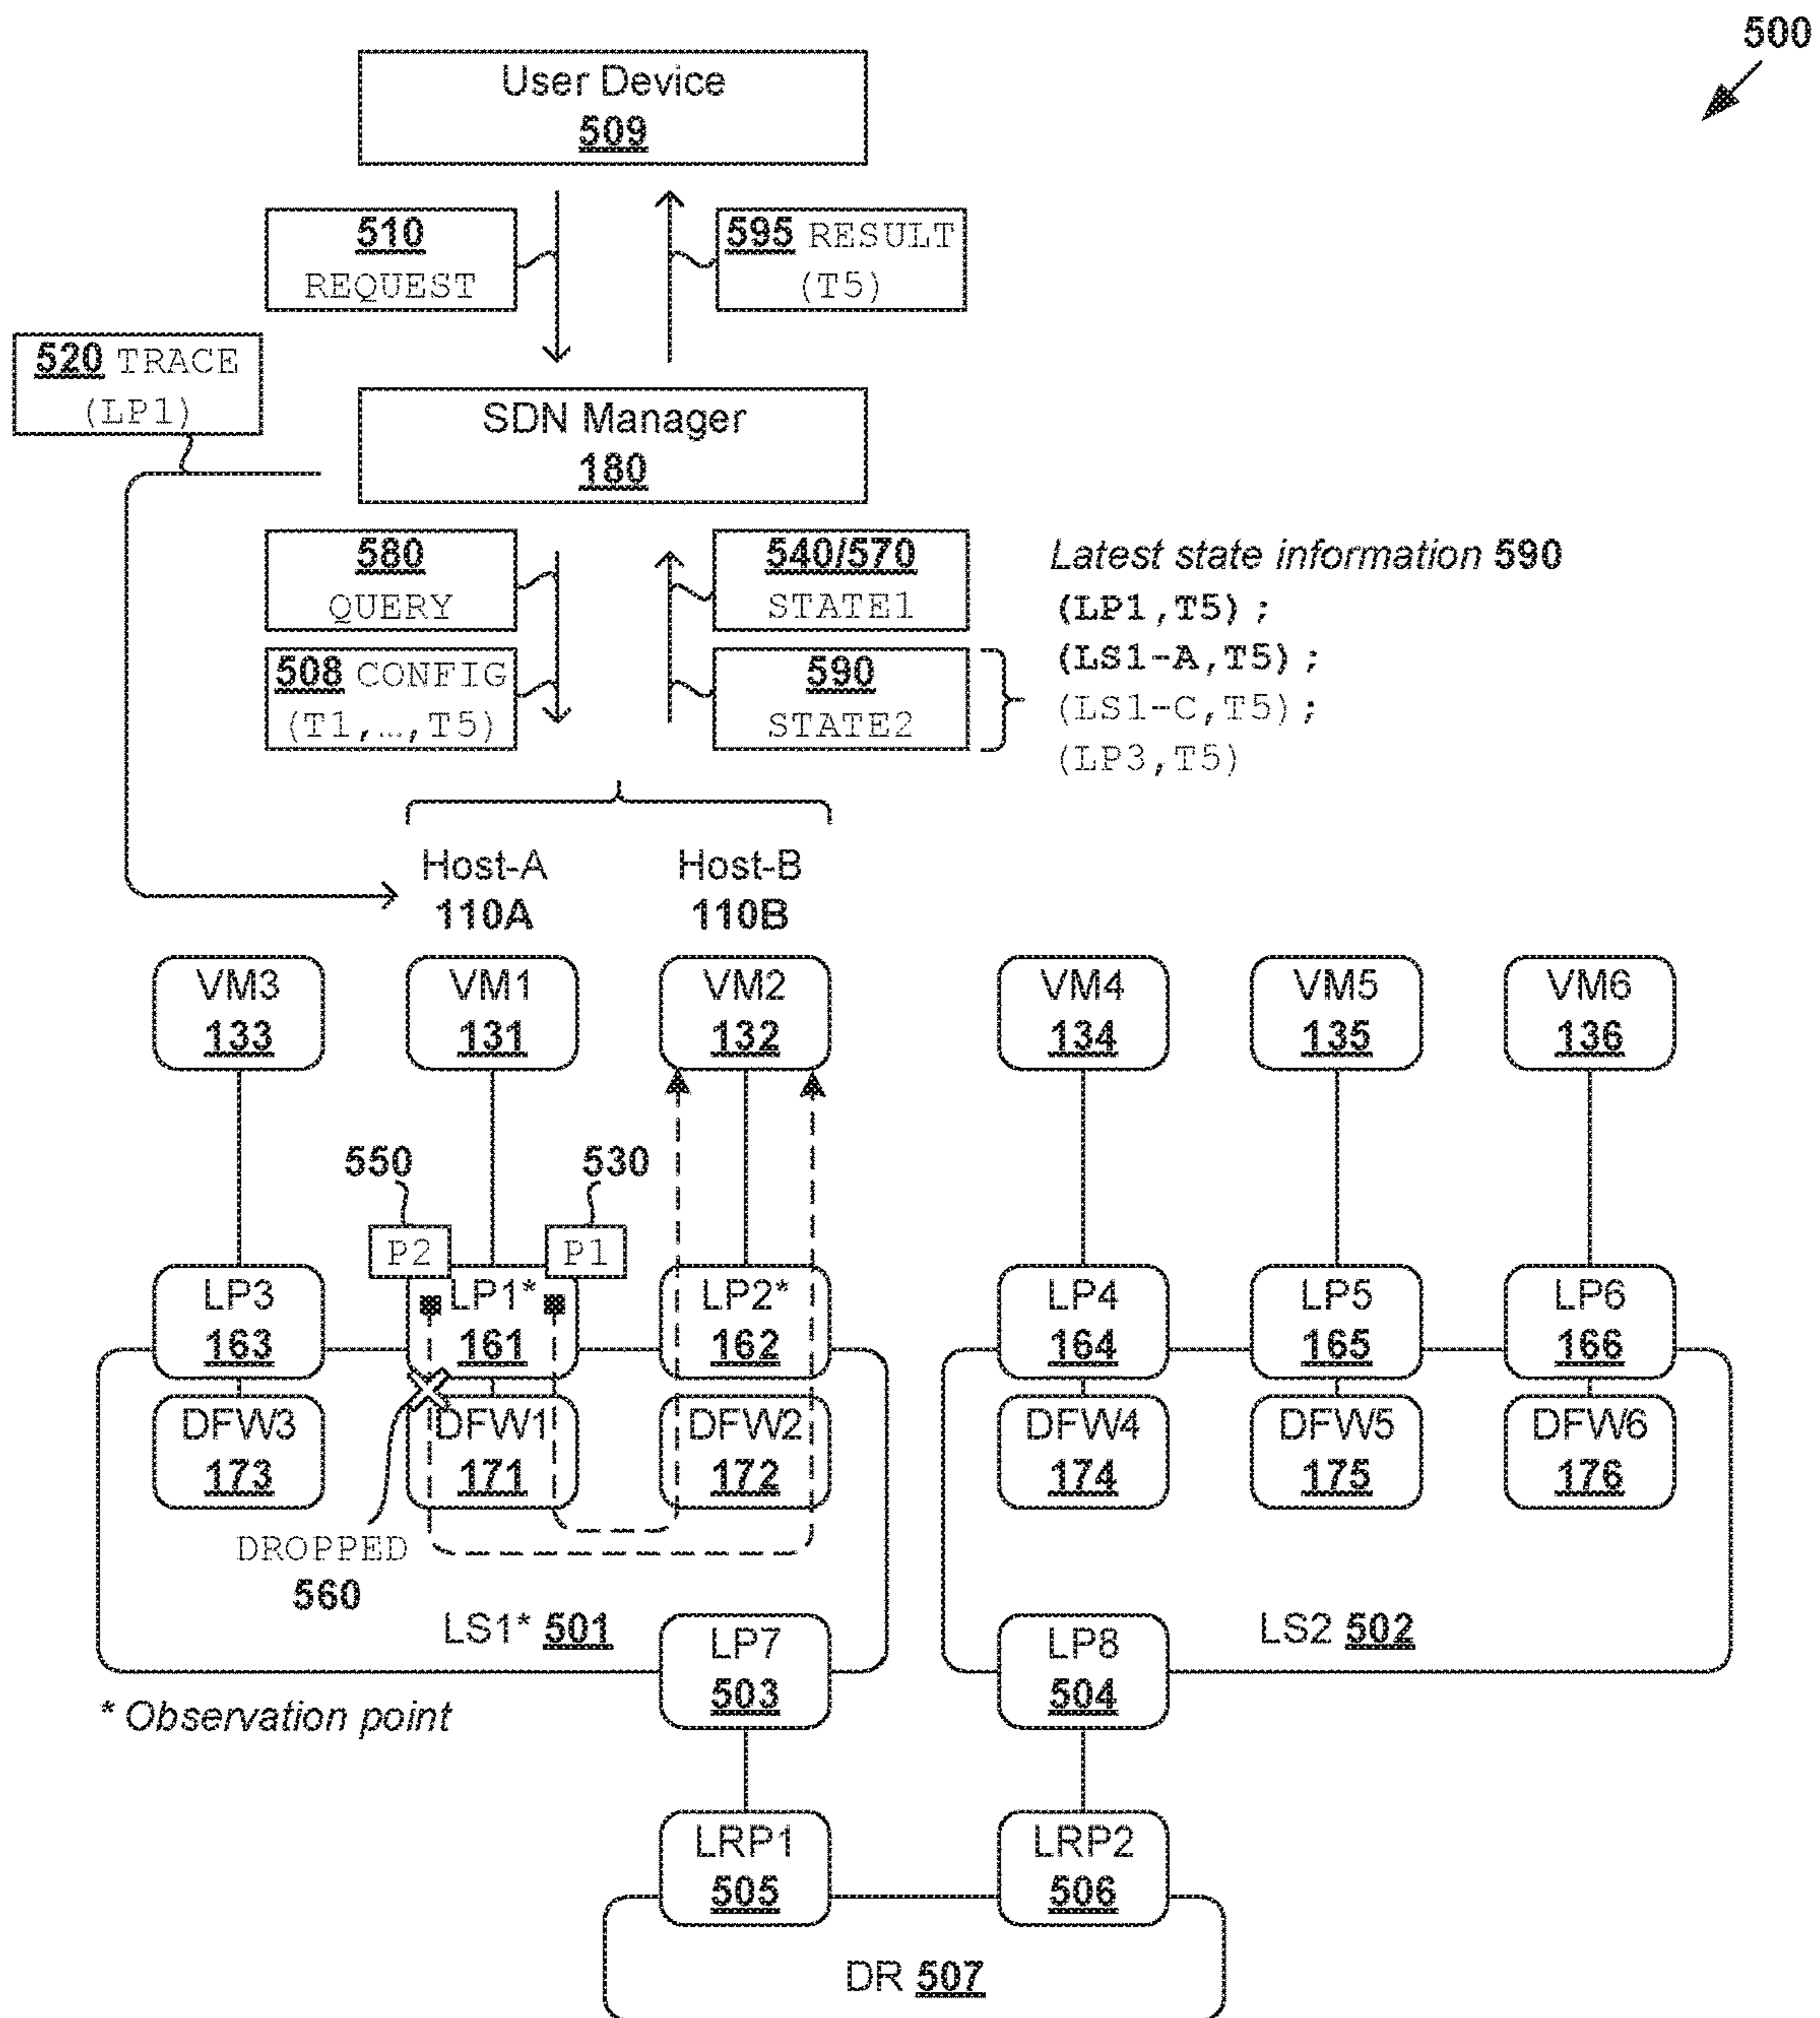 500
User Device
509
510
REQUEST
595 RESULT
(T5)
520 TRACE
(LP1)
SDN Manager
180
580
QUERY
540/570
STATE1
508 CONFIG
(T1,…,T5)
590
STATE2
Latest state information 590
(LP1,T5);
(LS1-A,T5);
(LS1-C,T5);
(LP3,T5)
Host-A
110A
Host-B
110B
VM3
133
VM1
131
VM2
132
VM4
134
VM5
135
VM6
136
550
530
P2
P1
LP3
163
LP1*
161
LP2*
162
LP4
164
LP5
165
LP6
166
DFW3
173
DFW1
171
DFW2
172
DFW4
174
DFW5
175
DFW6
176
DROPPED
560
LS1* 501
LP7
503
LP8
504
LS2 502
* Observation point
LRP1
505
LRP2
506
DR 507